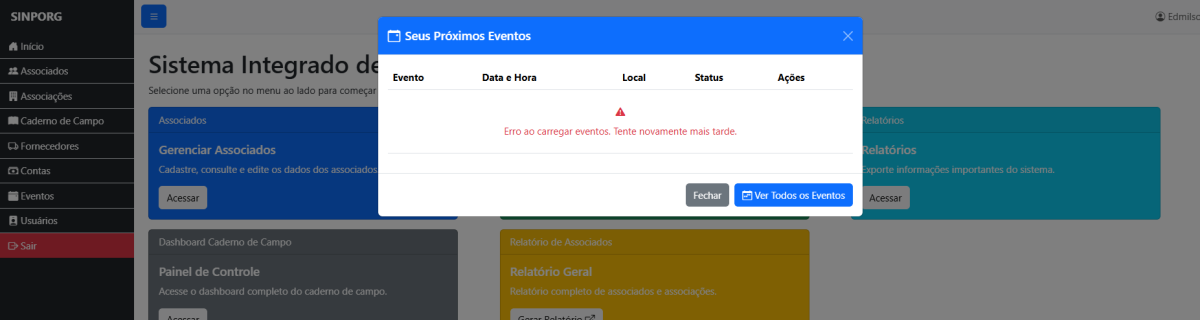 SINPORG
Edmilso
Início
Associados
Associações
Caderno de Campo
Fornecedores
Contas
Eventos
Usuários
Sair
Sistema Integrado de
Selecione uma opção no menu ao lado para começar
Seus Próximos Eventos
Evento Data e Hora Local Status Ações
Erro ao carregar eventos. Tente novamente mais tarde.
Fechar Ver Todos os Eventos
Associados
Gerenciar Associados
Cadastre, consulte e edite os dados dos associados
Acessar
Relatórios
Relatórios
Exporte informações importantes do sistema.
Acessar
Dashboard Caderno de Campo
Painel de Controle
Acesse o dashboard completo do caderno de campo.
Acessar
Relatório de Associados
Relatório Geral
Relatório completo de associados e associações.
Gerar Relatório